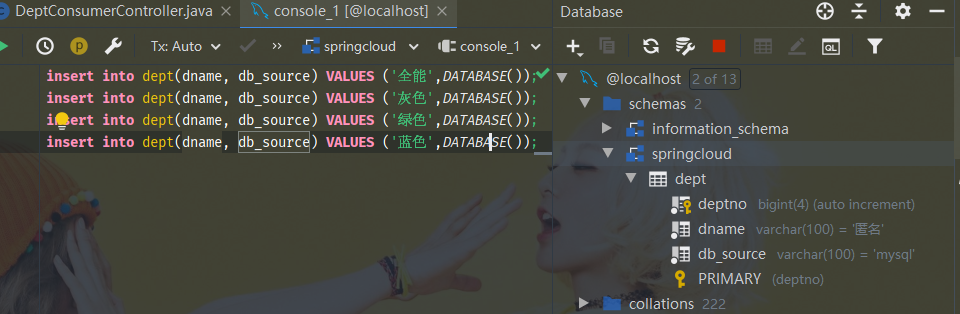 DeptConsumerController.java
console_1 [@localhost]
Database
Tx: Auto
springcloud
console_1
QL
insert into dept(dname, db_source) VALUES ('全能',DATABASE());
insert into dept(dname, db_source) VALUES ('灰色',DATABASE());
insert into dept(dname, db_source) VALUES ('绿色',DATABASE());
insert into dept(dname, db_source) VALUES ('蓝色',DATABASE());
@localhost 2 of 13
schemas 2
information_schema
springcloud
dept
deptno bigint(4) (auto increment)
dname varchar(100) = '匿名'
db_source varchar(100) = 'mysql'
PRIMARY (deptno)
collations 222